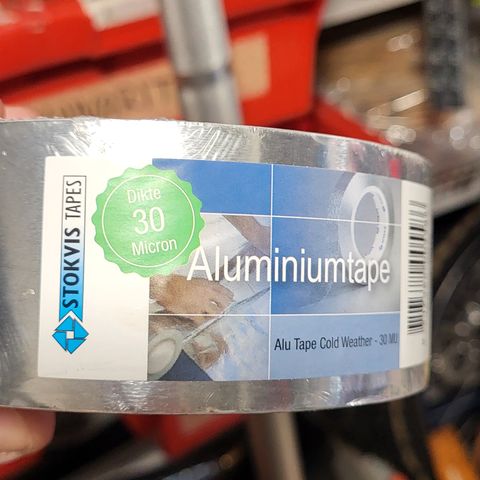 STOKVIS TAPES
Dikte
30
Micron
Aluminiumtape
Alu Tape Cold Weather - 30 MU